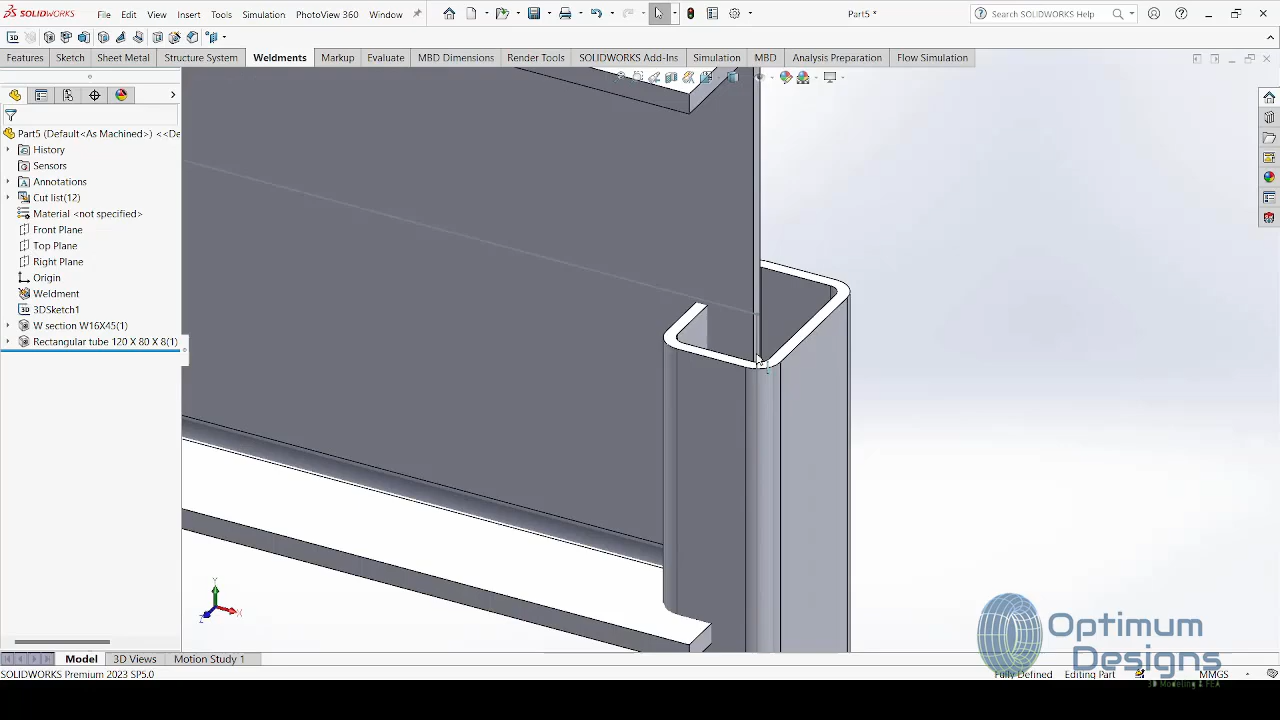 SOLIDWORKS File Edit View Insert Tools Simulation PhotoView 360 Window Part5 * Search SOLIDWORKS Help
Features Sketch Sheet Metal Structure System Weldments Markup Evaluate MBD Dimensions Render Tools SOLIDWORKS Add-Ins Simulation MBD Analysis Preparation Flow Simulation
Part5 (Default<As Machined>) <<De
History
Sensors
Annotations
Cut list(12)
Material <not specified>
Front Plane
Top Plane
Right Plane
Origin
Weldment
3DSketch1
W section W16X45(1)
Rectangular tube 120 X 80 X 8(1)
Y
X
Z
Optimum
Designs
3D Modeling & FEA
Model 3D Views Motion Study 1
SOLIDWORKS Premium 2023 SP5.0 Fully Defined Editing Part MMGS